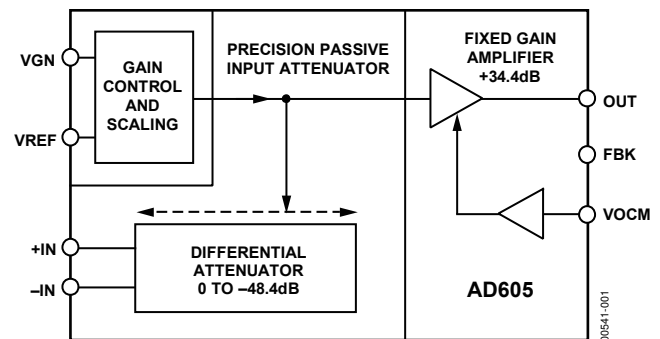 VGN
VREF
GAIN
CONTROL
AND
SCALING
PRECISION PASSIVE
INPUT ATTENUATOR
FIXED GAIN
AMPLIFIER
+34.4dB
OUT
FBK
VOCM
+IN
–IN
DIFFERENTIAL
ATTENUATOR
0 TO –48.4dB
AD605
00541-001